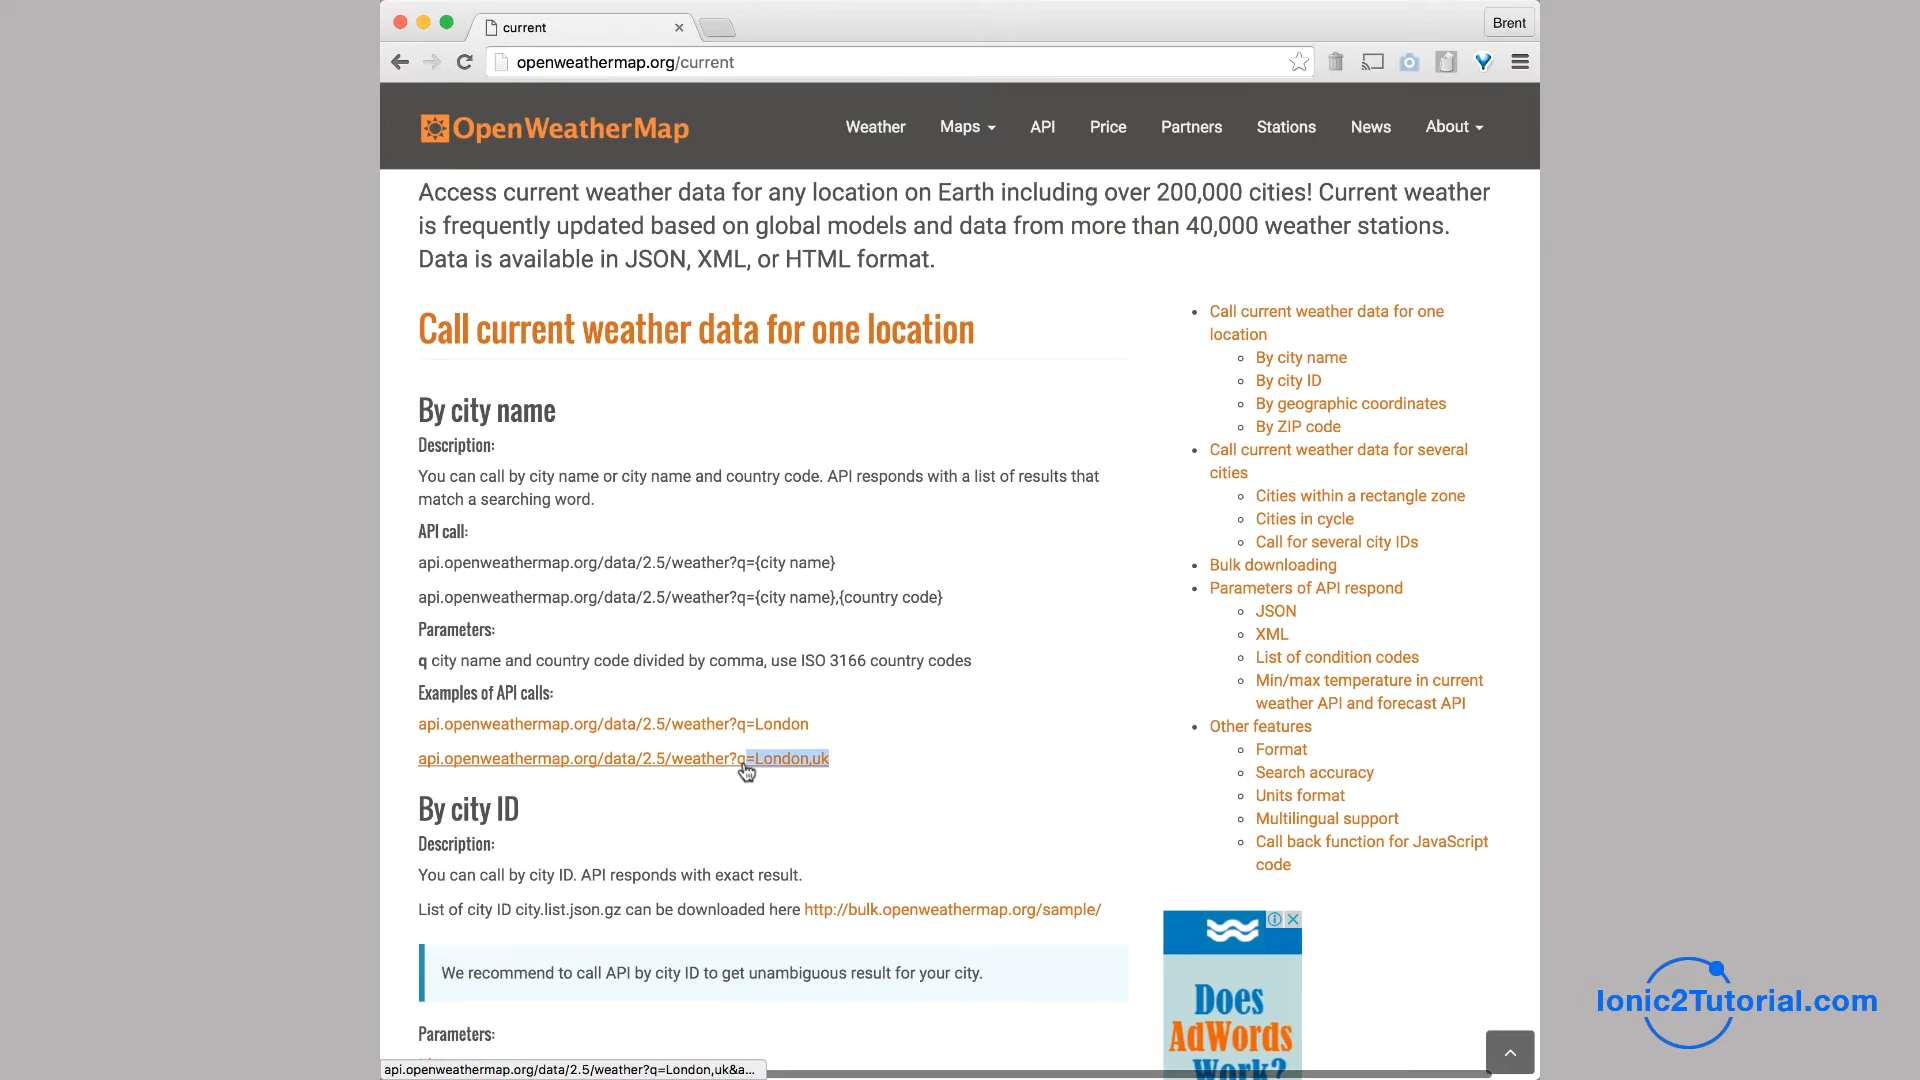 current
Brent
openweathermap.org/current
OpenWeatherMap
Weather
Maps
API
Price
Partners
Stations
News
About
Access current weather data for any location on Earth including over 200,000 cities! Current weather
is frequently updated based on global models and data from more than 40,000 weather stations.
Data is available in JSON, XML, or HTML format.
Call current weather data for one location
By city name
Description:
You can call by city name or city name and country code. API responds with a list of results that
match a searching word.
API call:
api.openweathermap.org/data/2.5/weather?q={city name}
api.openweathermap.org/data/2.5/weather?q={city name},{country code}
Parameters:
q city name and country code divided by comma, use ISO 3166 country codes
Examples of API calls:
api.openweathermap.org/data/2.5/weather?q=London
api.openweathermap.org/data/2.5/weather?q=London,uk
By city ID
Description:
You can call by city ID. API responds with exact result.
List of city ID city.list.json.gz can be downloaded here http://bulk.openweathermap.org/sample/
We recommend to call API by city ID to get unambiguous result for your city.
Parameters:
api.openweathermap.org/data/2.5/weather?q=London,uk&a...
Call current weather data for one
location
By city name
By city ID
By geographic coordinates
By ZIP code
Call current weather data for several
cities
Cities within a rectangle zone
Cities in cycle
Call for several city IDs
Bulk downloading
Parameters of API respond
JSON
XML
List of condition codes
Min/max temperature in current
weather API and forecast API
Other features
Format
Search accuracy
Units format
Multilingual support
Call back function for JavaScript
code
Does
AdWords
Work?
Ionic2Tutorial.com